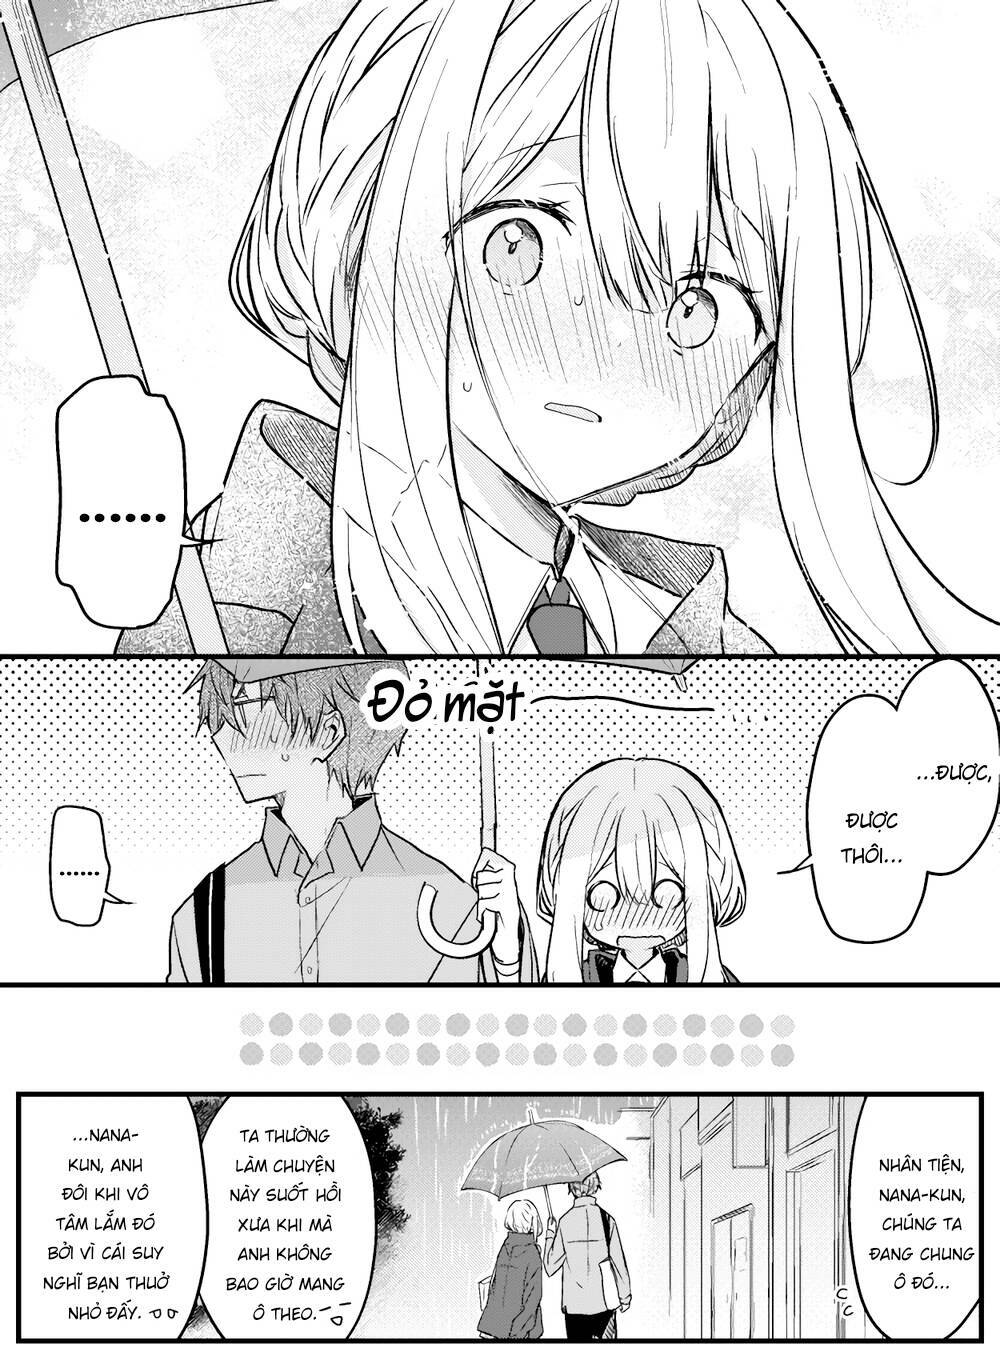 ......
Đỏ mặt
...ĐƯỢC,
ĐƯỢC
THÔI...
......
NHÂN TIỆN,
NANA-KUN,
CHÚNG TA
ĐANG CHUNG
Ô ĐÓ...
TA THƯỜNG
LÀM CHUYỆN
NÀY SUỐT HỒI
XƯA KHI MÀ
ANH KHÔNG
BAO GIỜ MANG
Ô THEO.
...NANA-
KUN, ANH
ĐÔI KHI VÔ
TÂM LẮM ĐÓ
BỞI VÌ CÁI SUY
NGHĨ BẠN THUỞ
NHỎ ĐẤY.